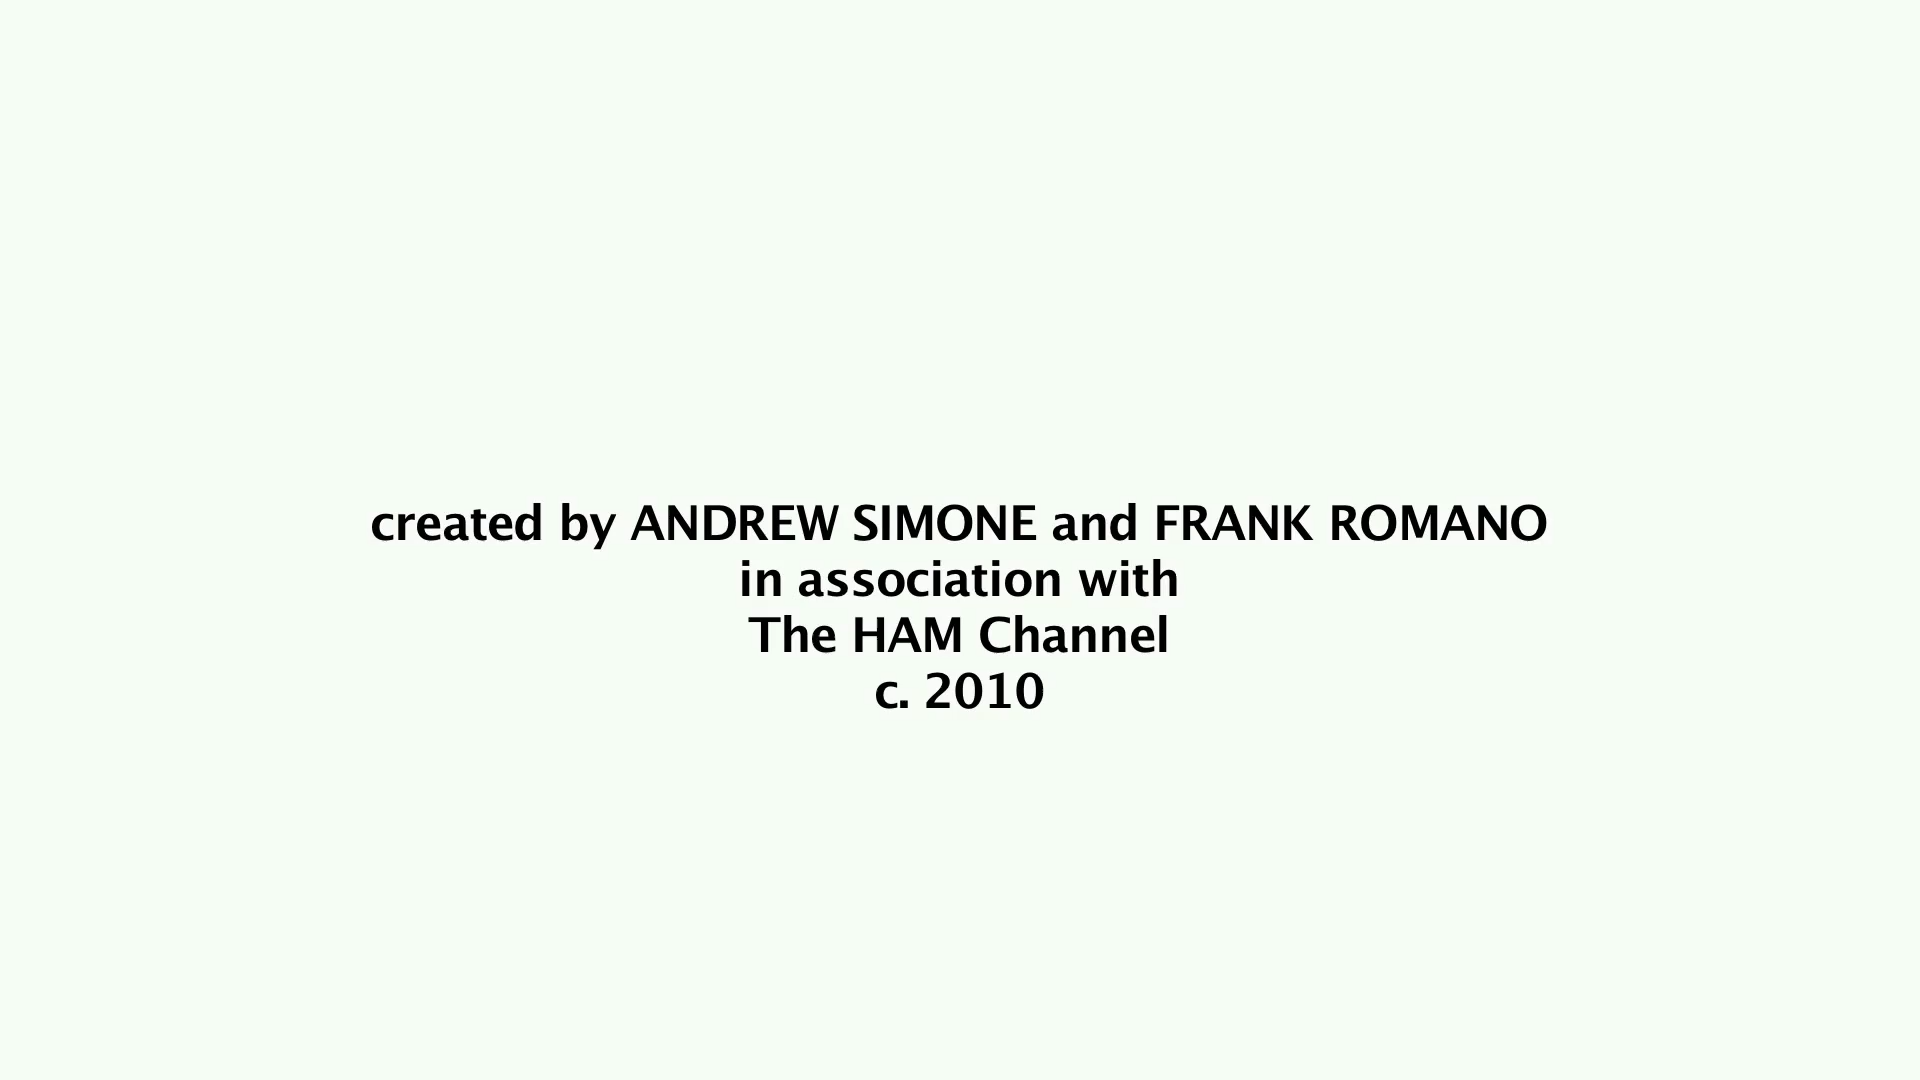 created by ANDREW SIMONE and FRANK ROMANO
in association with
The HAM Channel
c. 2010